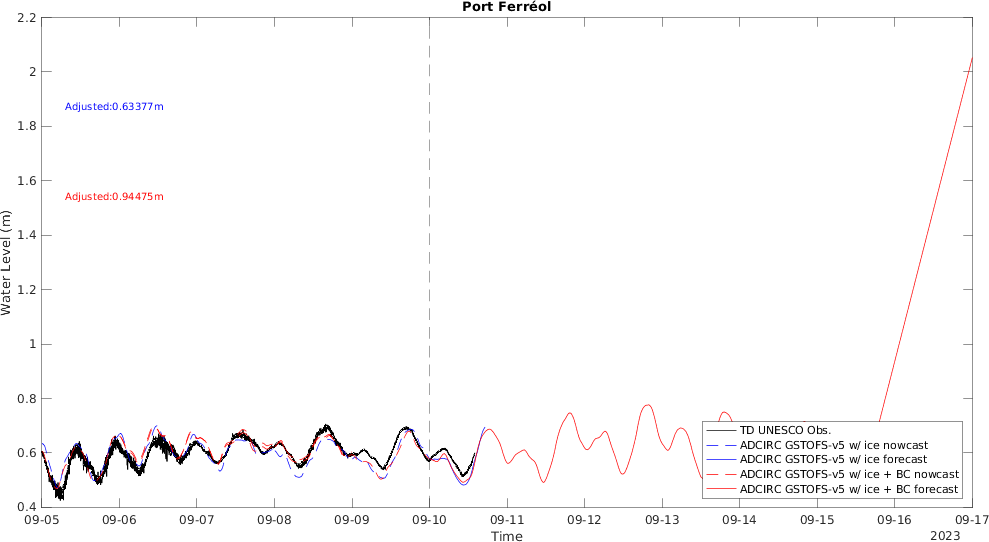 Port Ferréol
2.2
2
1.8
1.6
1.4
1.2
1
0.8
0.6
0.4
Water Level (m)
Adjusted:0.63377m
Adjusted:0.94475m
TD UNESCO Obs.
ADCIRC GSTOFS-v5 w/ ice nowcast
ADCIRC GSTOFS-v5 w/ ice forecast
ADCIRC GSTOFS-v5 w/ ice + BC nowcast
ADCIRC GSTOFS-v5 w/ ice + BC forecast
09-05 09-06 09-07 09-08 09-09 09-10 09-11 09-12 09-13 09-14 09-15 09-16 09-17
Time
2023